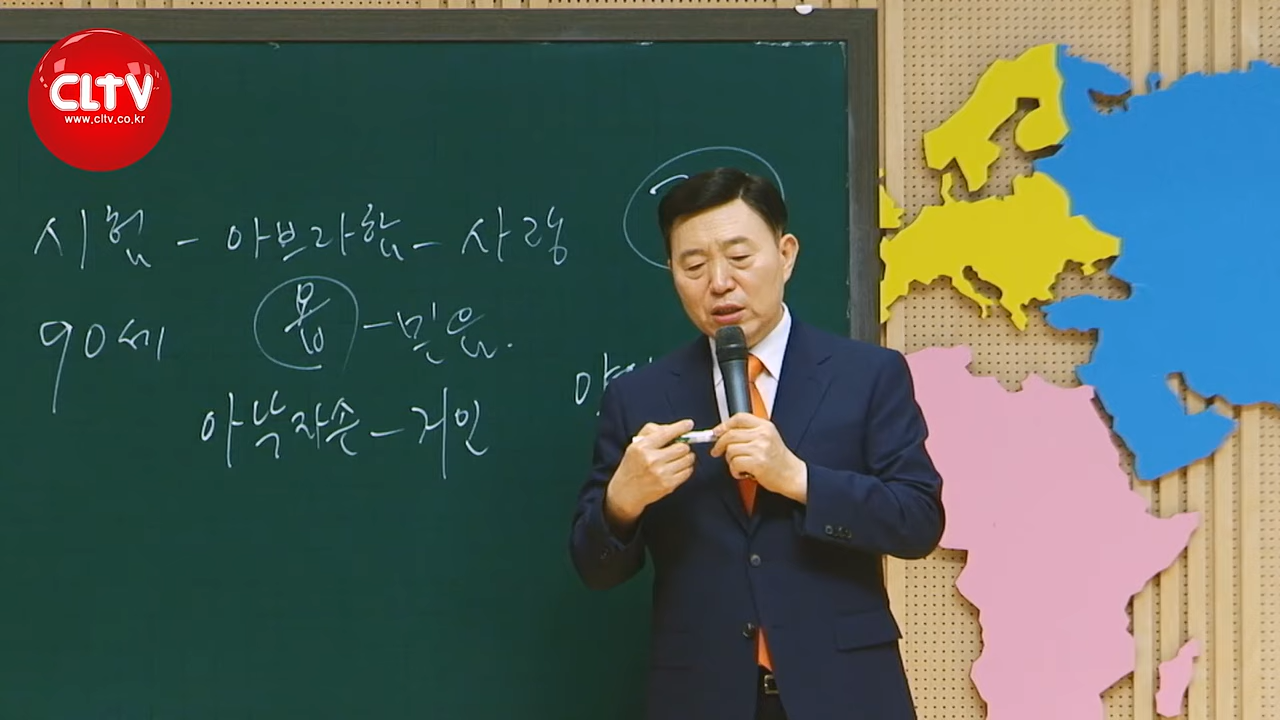 CLTV
www.cltv.co.kr
시험 - 아브라함 - 사랑
90세 욥 - 믿음.
아낙자손 - 거인